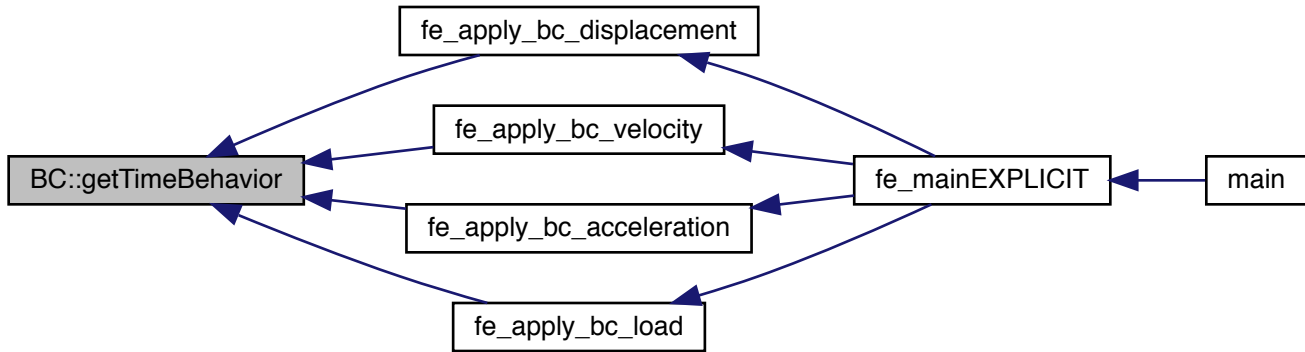 fe_apply_bc_displacement
fe_apply_bc_velocity
BC::getTimeBehavior
fe_mainEXPLICIT
main
fe_apply_bc_acceleration
fe_apply_bc_load